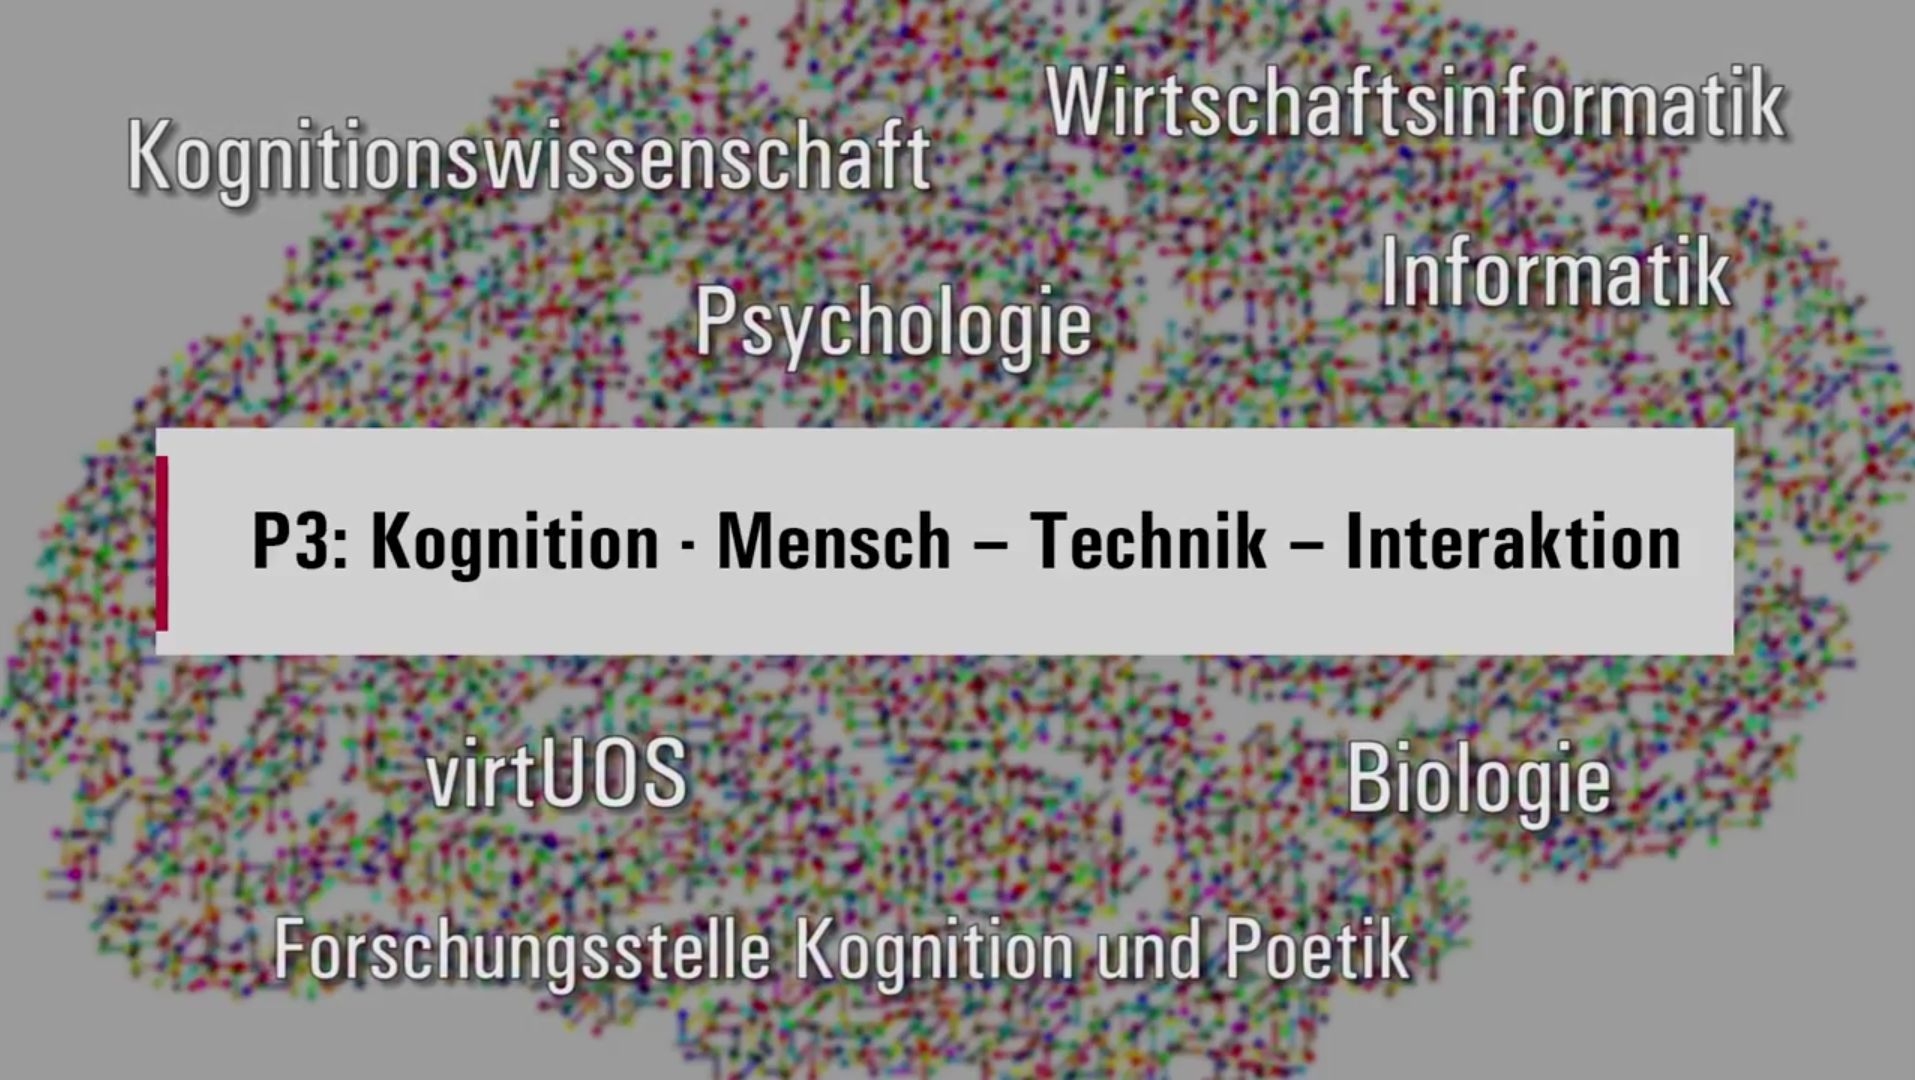 Wirtschaftsinformatik
Kognitionswissenschaft
Informatik
Psychologie
P3: Kognition - Mensch – Technik – Interaktion
virtUOS
Biologie
Forschungsstelle Kognition und Poetik